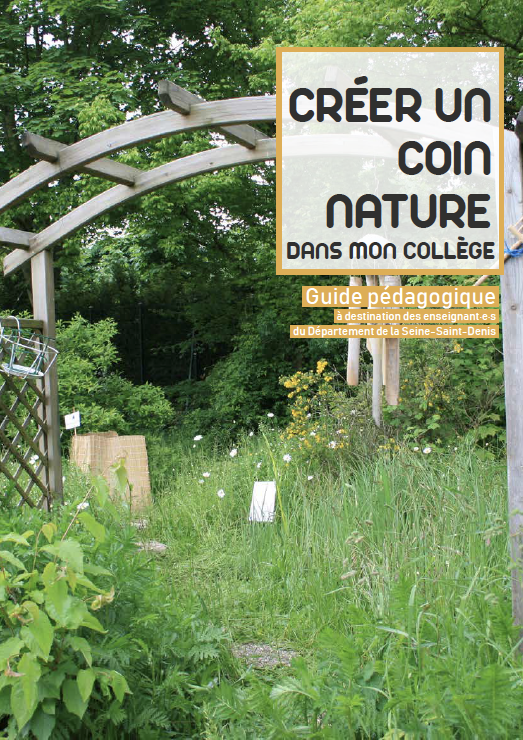 CRÉER UN
COIN
NATURE
DANS MON COLLÈGE
Guide pédagogique
à destination des enseignant·e·s
du Département de la Seine-Saint-Denis